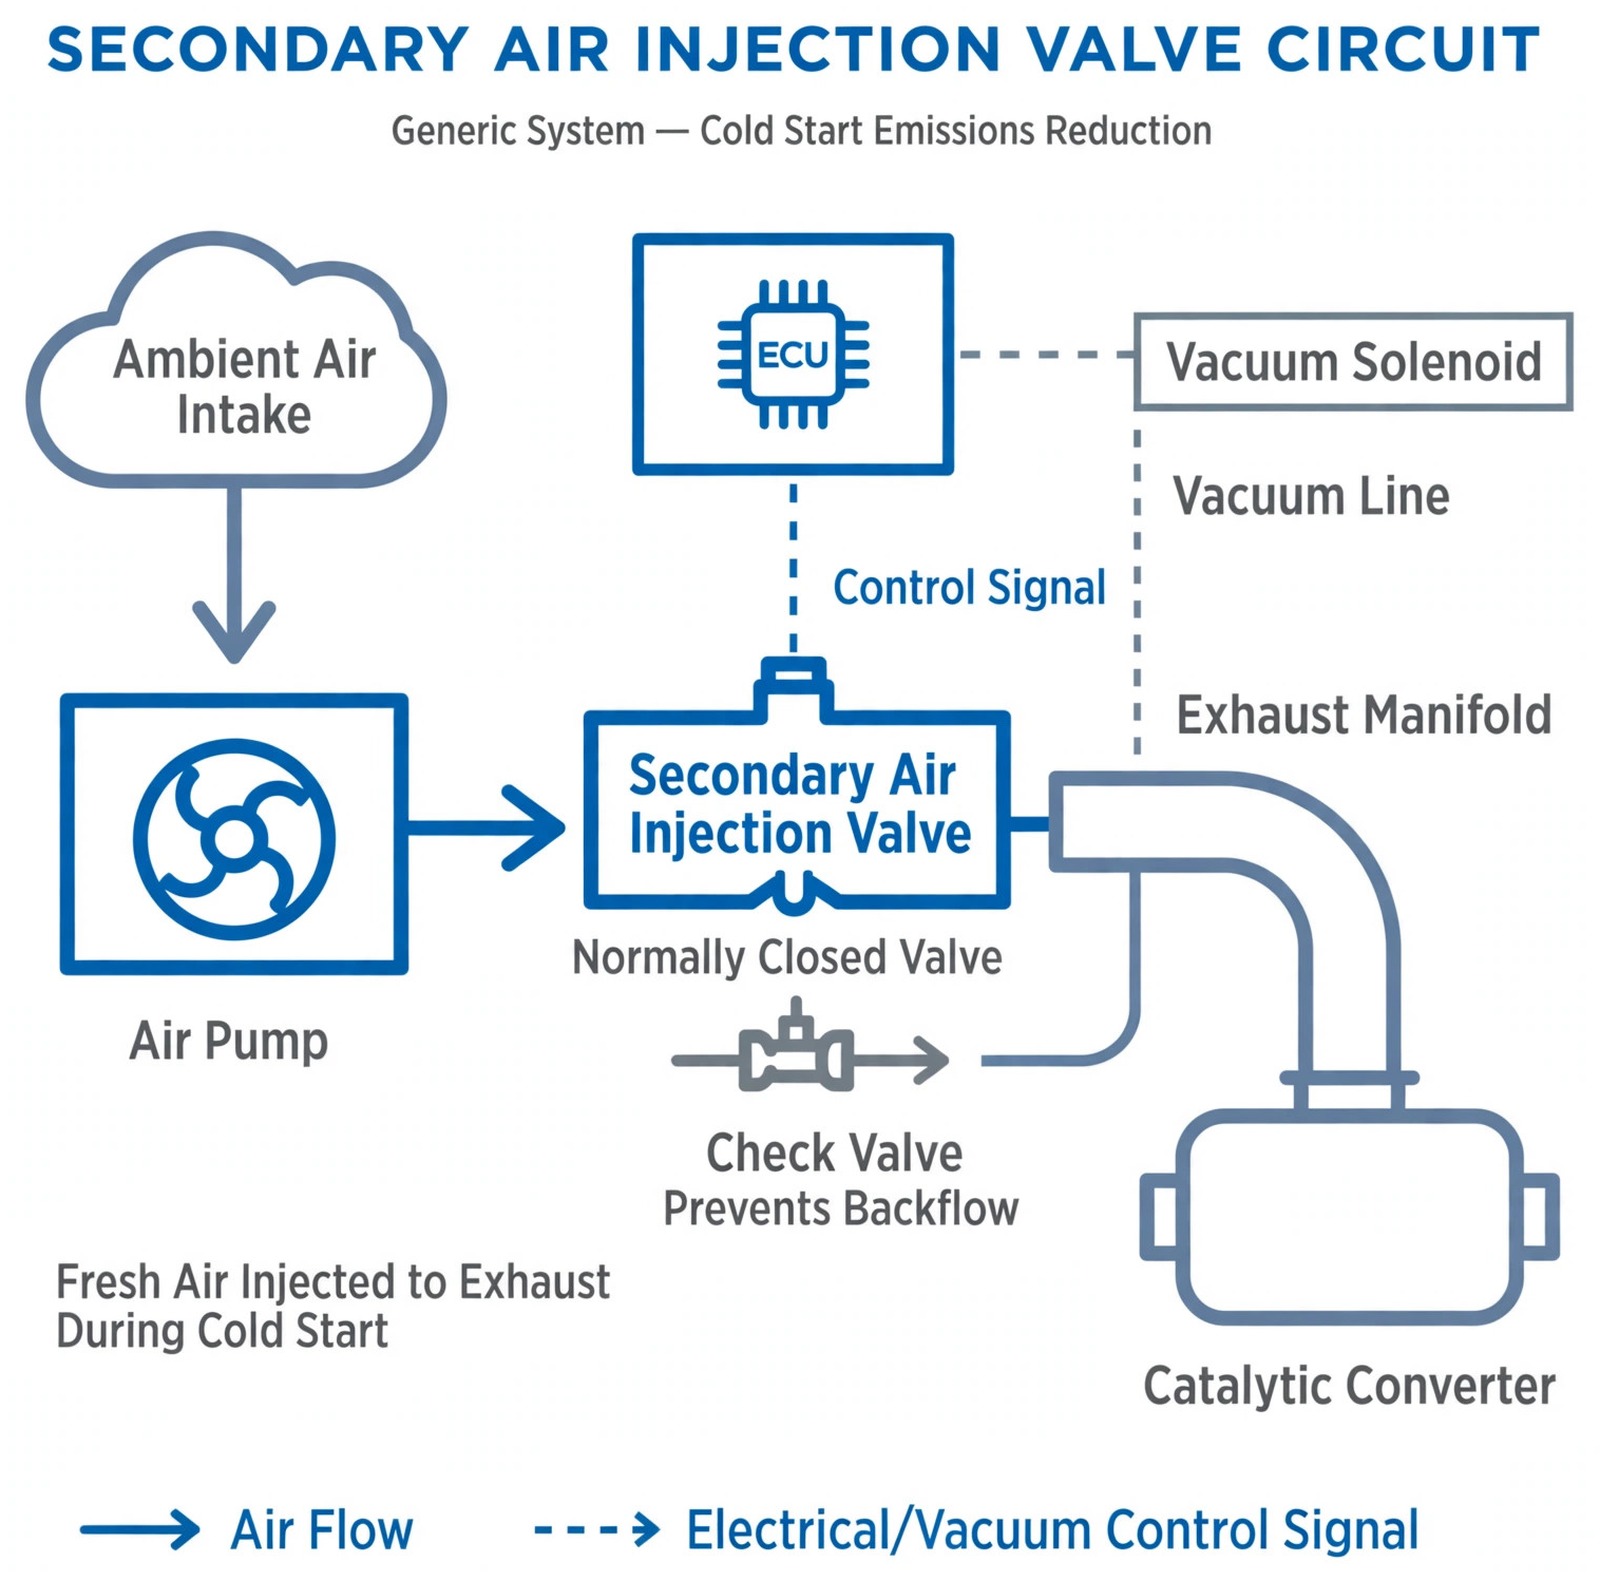 SECONDARY AIR INJECTION VALVE CIRCUIT
Generic System — Cold Start Emissions Reduction
Ambient Air
Intake
ECU
Vacuum Solenoid
Vacuum Line
Control Signal
Exhaust Manifold
Secondary Air
Injection Valve
Normally Closed Valve
Air Pump
Check Valve
Prevents Backflow
Fresh Air Injected to Exhaust
During Cold Start
Catalytic Converter
Air Flow
Electrical/Vacuum Control Signal